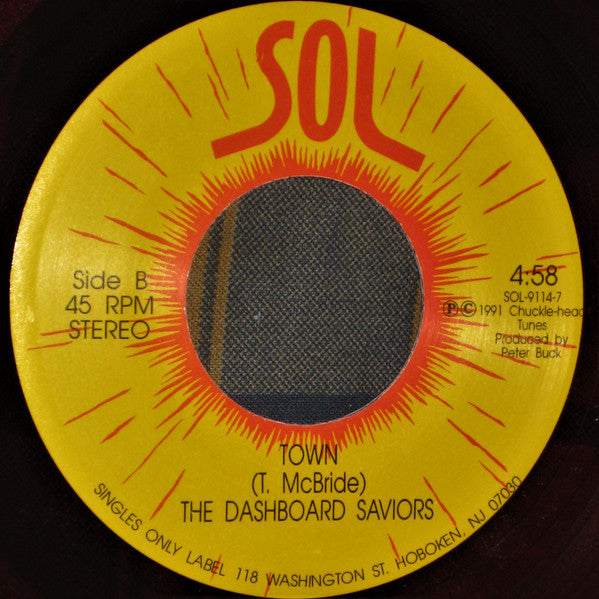 SOL
Side B
45 RPM
STEREO
4:58
SOL-9114-7
℗©1991 Chuckle-head
Tunes
Produced by
Peter Buck
TOWN
(T. McBride)
THE DASHBOARD SAVIORS
SINGLES ONLY LABEL 118 WASHINGTON ST. HOBOKEN, NJ 07030